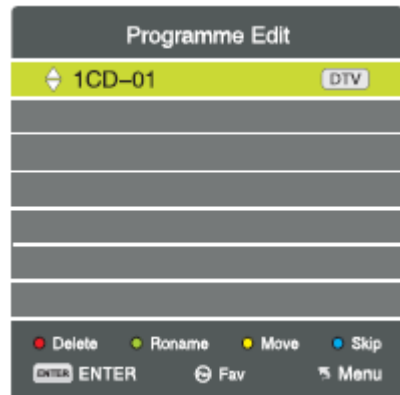 Programme Edit
1CD-01 DTV
Delete Roname Move Skip
ENTER ENTER Fav Menu